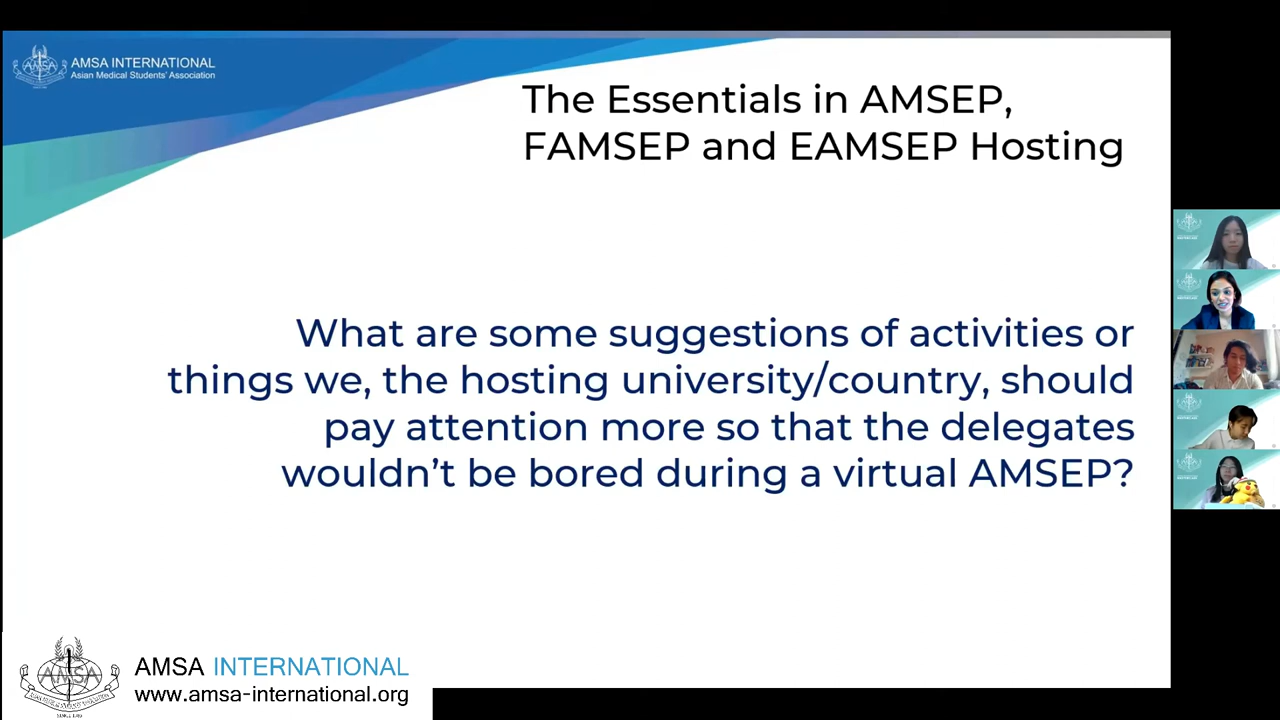 AMSA INTERNATIONAL
Asian Medical Students' Association
The Essentials in AMSEP,
FAMSEP and EAMSEP Hosting
What are some suggestions of activities or
things we, the hosting university/country, should
pay attention more so that the delegates
wouldn't be bored during a virtual AMSEP?
AMSA
AMSA INTERNATIONAL
www.amsa-international.org